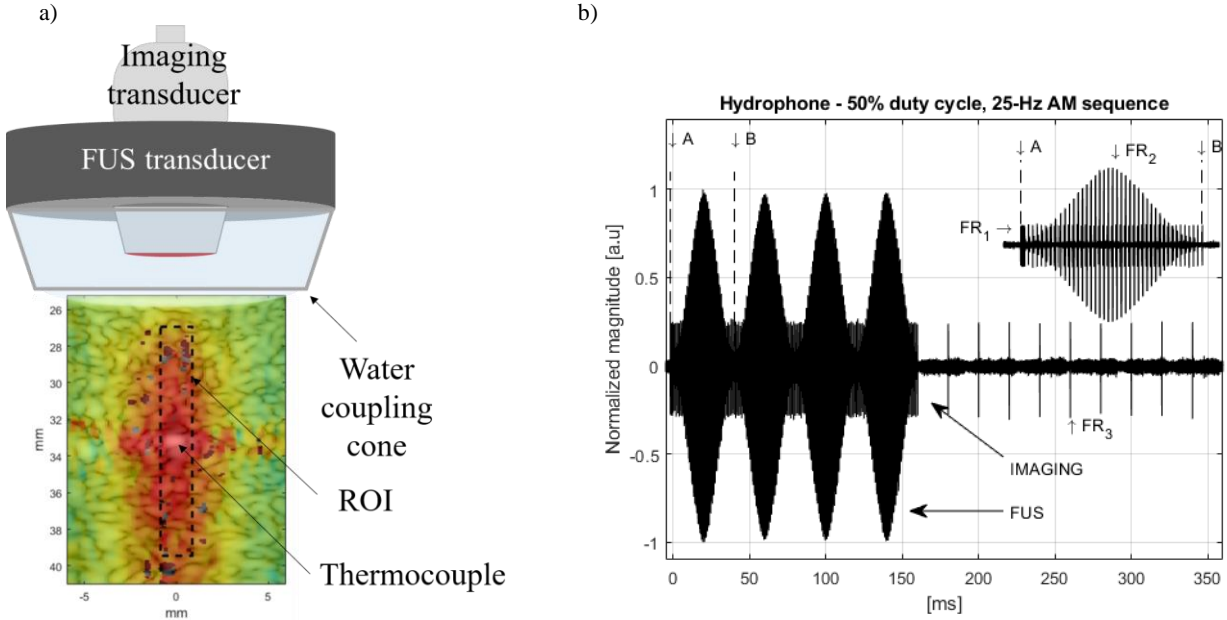 a)
Imaging
transducer
FUS transducer
26
28
30
32
34
36
38
40
mm
-5
0
5
mm
Water
coupling
cone
ROI
Thermocouple
b)
Hydrophone - 50% duty cycle, 25-Hz AM sequence
Normalized magnitude [a.u]
1
0.5
0
-0.5
-1
↓ A
↓ B
↓ A
↓ FR2
↓ B
FR1 →
↑ FR3
IMAGING
FUS
0
50
100
150
200
250
300
350
[ms]